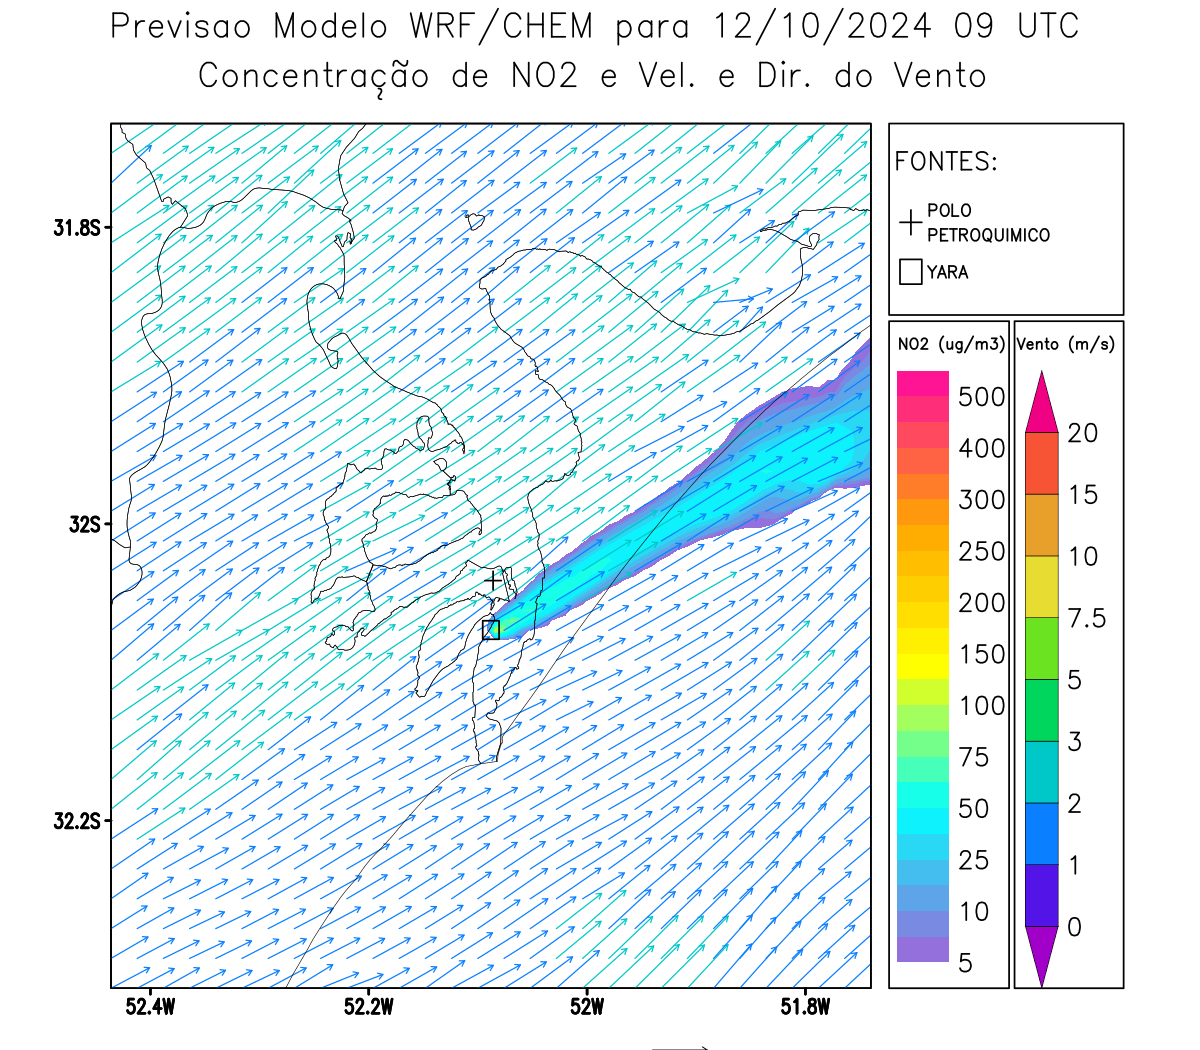 Previsao Modelo WRF/CHEM para 12/10/2024 09 UTC
Concentração de NO2 e Vel. e Dir. do Vento
FONTES:
POLO
PETROQUIMICO
YARA
31.8S
32S
32.2S
52.4W
52.2W
52W
51.8W
NO2 (ug/m3)
500
400
300
250
200
150
100
75
50
25
10
5
Vento (m/s)
20
15
10
7.5
5
3
2
1
0